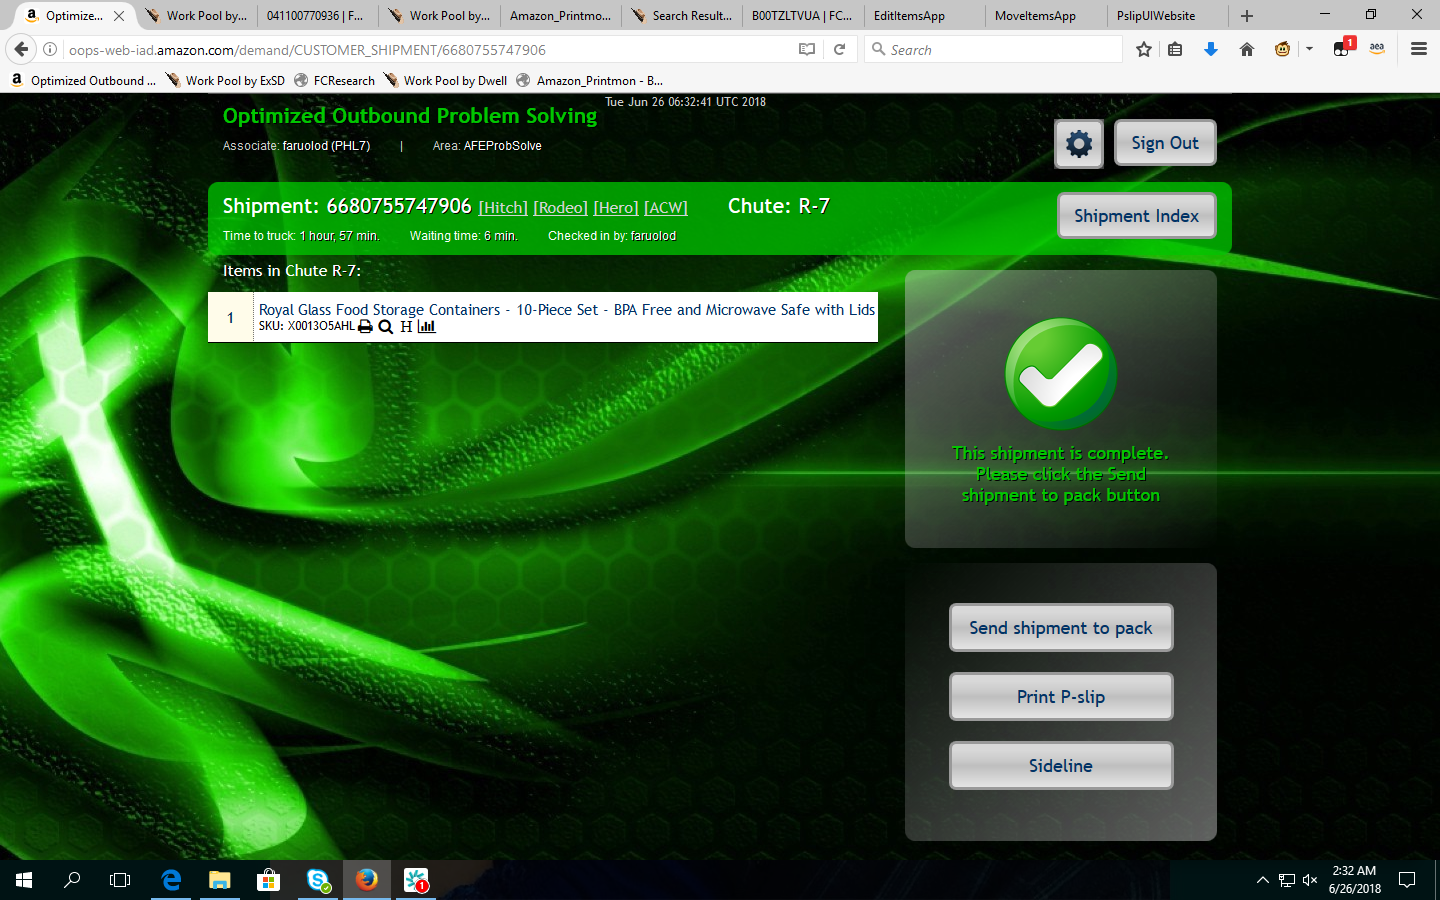 Optimize...
Work Pool by...
041100770936 | F...
Work Pool by...
Amazon_Printmo...
Search Result...
B00TZLTVUA | FC...
EditItemsApp
MoveItemsApp
PslipUIWebsite
oops-web-iad.amazon.com/demand/CUSTOMER_SHIPMENT/6680755747906
Search
1
aea
Optimized Outbound ...
Work Pool by ExSD
FCResearch
Work Pool by Dwell
Amazon_Printmon - B...
Tue Jun 26 06:32:41 UTC 2018
Optimized Outbound Problem Solving
Associate: faruolod (PHL7) | Area: AFEProbSolve
Sign Out
Shipment: 6680755747906 [Hitch] [Rodeo] [Hero] [ACW] Chute: R-7
Shipment Index
Time to truck: 1 hour, 57 min. Waiting time: 6 min. Checked in by: faruolod
Items in Chute R-7:
1
Royal Glass Food Storage Containers - 10-Piece Set - BPA Free and Microwave Safe with Lids
SKU: X0013O5AHL H
This shipment is complete.
Please click the Send
shipment to pack button
Send shipment to pack
Print P-slip
Sideline
1
2:32 AM
6/26/2018